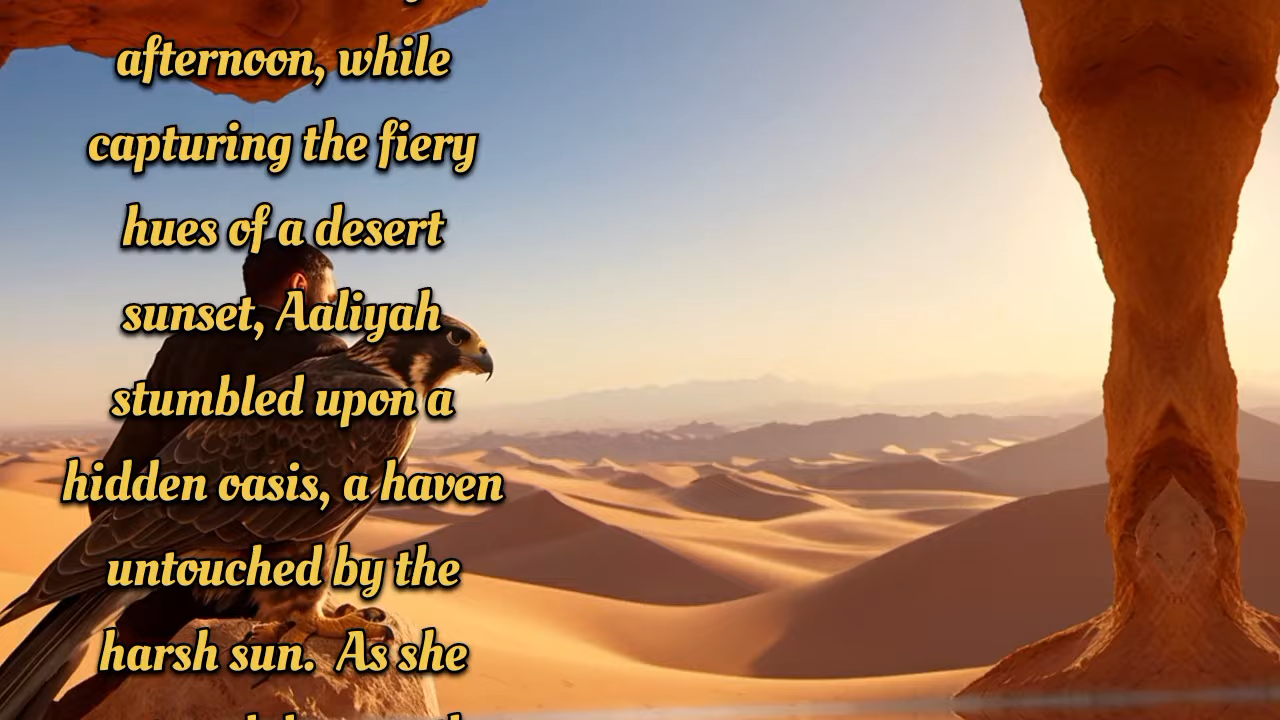 afternoon, while
capturing the fiery
hues of a desert
sunset, Aaliyah
stumbled upon a
hidden oasis, a haven
untouched by the
harsh sun.  As she